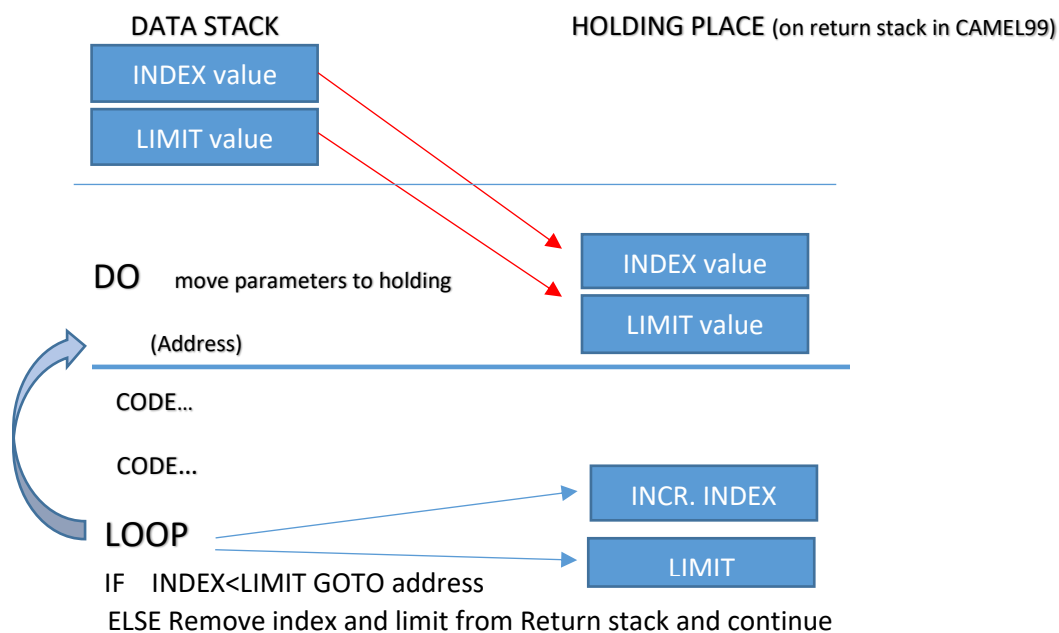 DATA STACK
HOLDING PLACE (on return stack in CAMEL99)
INDEX value
LIMIT value
INDEX value
DO move parameters to holding
LIMIT value
(Address)
CODE…
CODE...
INCR. INDEX
LOOP
LIMIT
IF INDEX<LIMIT GOTO address
ELSE Remove index and limit from Return stack and continue